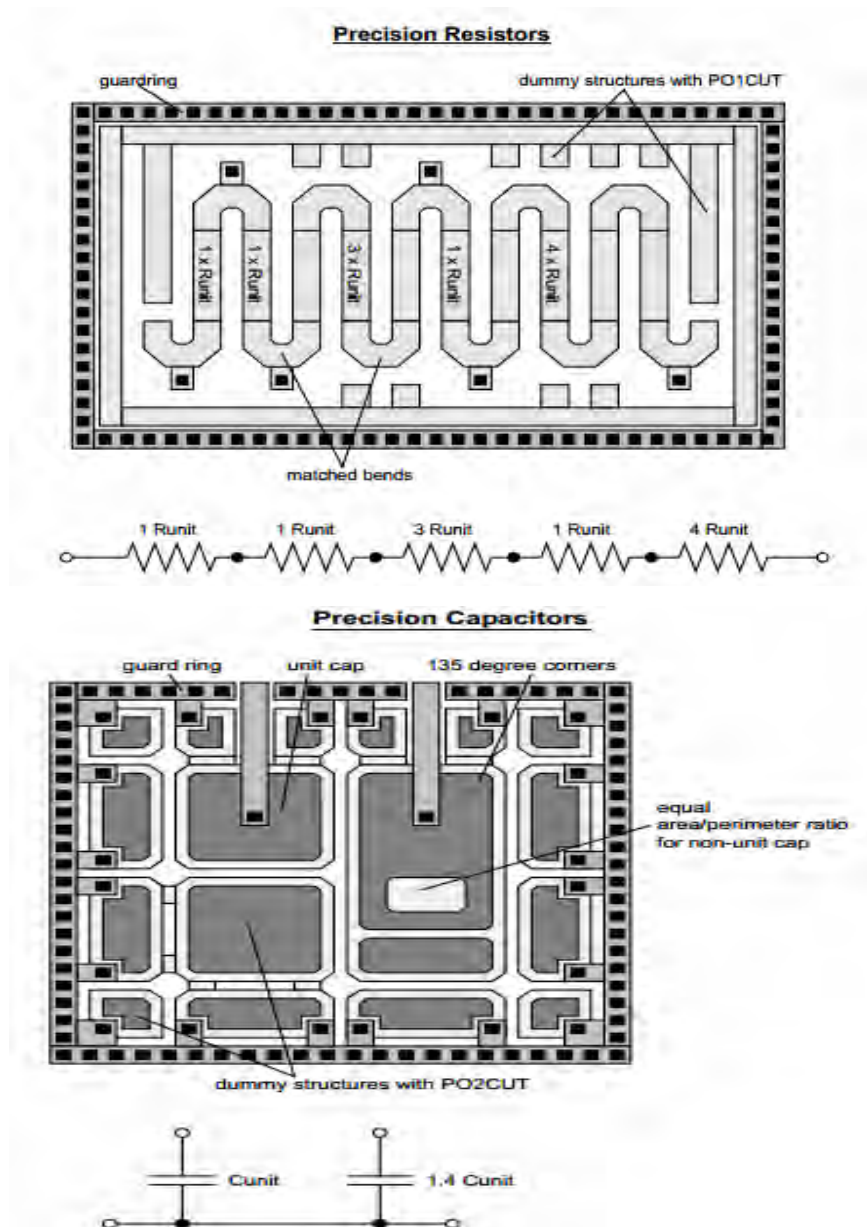 Precision Resistors
guardring
dummy structures with PO1CUT
1 x Runit
1 x Runit
3 x Runit
1 x Runit
4 x Runit
matched bends
1 Runit
1 Runit
3 Runit
1 Runit
4 Runit
Precision Capacitors
guard ring
unit cap
135 degree corners
equal
area/perimeter ratio
for non-unit cap
dummy structures with PO2CUT
Cunit
1.4 Cunit